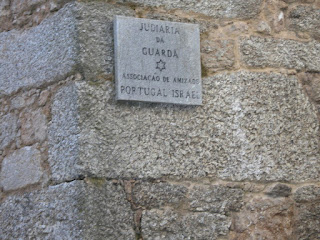 JUDIARIA
DA
GUARDA
ASSOCIAÇÃO DE AMIZADE
PORTUGAL ISRAEL